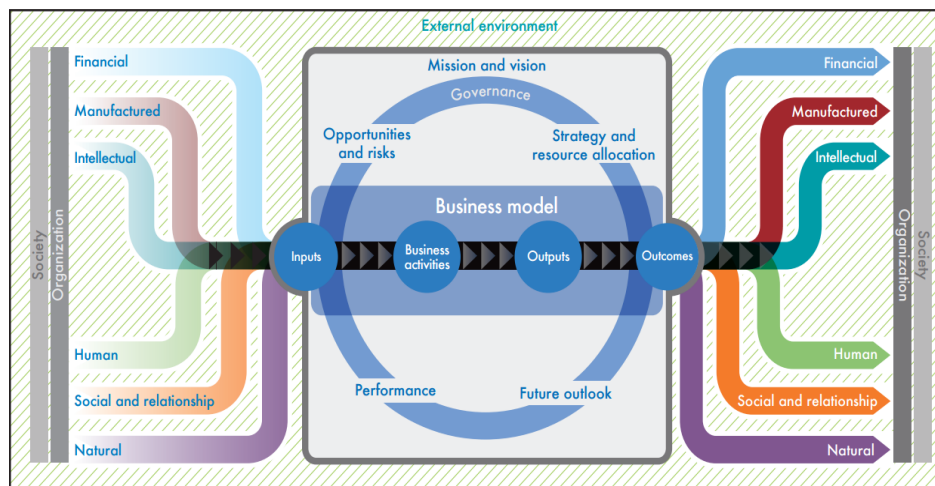 External environment
Society
Organization
Financial
Manufactured
Intellectual
Human
Social and relationship
Natural
Mission and vision
Governance
Opportunities
and risks
Strategy and
resource allocation
Business model
Inputs
Business
activities
Outputs
Outcomes
Performance
Future outlook
Financial
Manufactured
Intellectual
Human
Social and relationship
Natural
Organization
Society